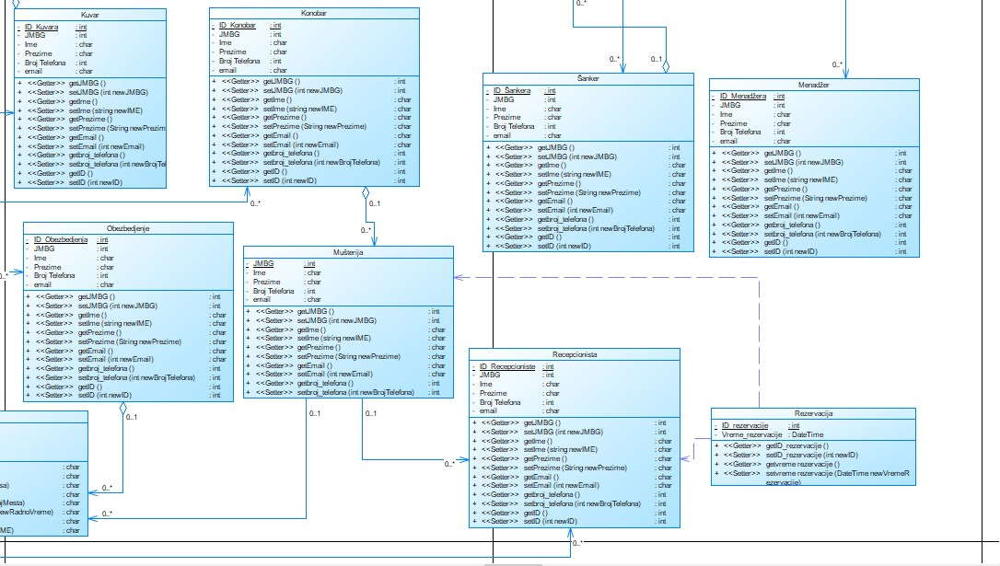 Kuvar
- ID_Kuvara : int
- JMBG : int
- Ime : char
- Prezime : char
- Broj Telefona : int
- email : char
+ <<Getter>> getJMBG ()
+ <<Setter>> setJMBG (int newJMBG)
+ <<Getter>> getIme ()
+ <<Setter>> setIme (string newIME)
+ <<Getter>> getPrezime ()
+ <<Setter>> setPrezime (String newPrezim
+ <<Getter>> getEmail ()
+ <<Setter>> setEmail (int newEmail)
+ <<Getter>> getbroj_telefona ()
+ <<Setter>> setbroj_telefona (int newBrojTel
+ <<Getter>> getID ()
+ <<Setter>> setID (int newID)
Konobar
- ID_Konobar : int
- JMBG : int
- Ime : char
- Prezime : char
- Broj Telefona : int
- email : char
+ <<Getter>> getJMBG () : int
+ <<Setter>> setJMBG (int newJMBG) : int
+ <<Getter>> getIme () : char
+ <<Setter>> setIme (string newIME) : char
+ <<Getter>> getPrezime () : char
+ <<Setter>> setPrezime (String newPrezime) : char
+ <<Getter>> getEmail () : char
+ <<Setter>> setEmail (int newEmail) : char
+ <<Getter>> getbroj_telefona () : int
+ <<Setter>> setbroj_telefona (int newBrojTelefona) : int
+ <<Getter>> getID () : int
+ <<Setter>> setID (int newID) : int
0..*
0..*
0..1
Šanker
- ID_Šankera : int
- JMBG : int
- Ime : char
- Prezime : char
- Broj Telefona : int
- email : char
+ <<Getter>> getJMBG () : int
+ <<Setter>> setJMBG (int newJMBG) : int
+ <<Getter>> getIme () : char
+ <<Setter>> setIme (string newIME) : char
+ <<Getter>> getPrezime () : char
+ <<Setter>> setPrezime (String newPrezime) : char
+ <<Getter>> getEmail () : char
+ <<Setter>> setEmail (int newEmail) : char
+ <<Getter>> getbroj_telefona () : int
+ <<Setter>> setbroj_telefona (int newBrojTelefona) : int
+ <<Getter>> getID () : int
+ <<Setter>> setID (int newID) : int
0..*
Menadžer
- ID_Menadžera : int
- JMBG : int
- Ime : char
- Prezime : char
- Broj Telefona : int
- email : char
+ <<Getter>> getJMBG () : int
+ <<Setter>> setJMBG (int newJMBG) : int
+ <<Getter>> getIme () : char
+ <<Setter>> setIme (string newIME) : char
+ <<Getter>> getPrezime () : char
+ <<Setter>> setPrezime (String newPrezime) : char
+ <<Getter>> getEmail () : char
+ <<Setter>> setEmail (int newEmail) : char
+ <<Getter>> getbroj_telefona () : int
+ <<Setter>> setbroj_telefona (int newBrojTelefona) : int
+ <<Getter>> getID () : int
+ <<Setter>> setID (int newID) : int
0..*
0..1
0..*
0..*
Obezbedjenje
- ID_Obezbedjenja : int
- JMBG : int
- Ime : char
- Prezime : char
- Broj Telefona : int
- email : char
+ <<Getter>> getJMBG () : int
+ <<Setter>> setJMBG (int newJMBG) : int
+ <<Getter>> getIme () : char
+ <<Setter>> setIme (string newIME) : char
+ <<Getter>> getPrezime () : char
+ <<Setter>> setPrezime (String newPrezime) : char
+ <<Getter>> getEmail () : char
+ <<Setter>> setEmail (int newEmail) : char
+ <<Getter>> getbroj_telefona () : int
+ <<Setter>> setbroj_telefona (int newBrojTelefona) : int
+ <<Getter>> getID () : int
+ <<Setter>> setID (int newID) : int
Mušterija
- JMBG : int
- Ime : char
- Prezime : char
- Broj Telefona : int
- email : char
+ <<Getter>> getJMBG () : int
+ <<Setter>> setJMBG (int newJMBG) : int
+ <<Getter>> getIme () : char
+ <<Setter>> setIme (string newIME) : char
+ <<Getter>> getPrezime () : char
+ <<Setter>> setPrezime (String newPrezime) : char
+ <<Getter>> getEmail () : char
+ <<Setter>> setEmail (int newEmail) : char
+ <<Getter>> getbroj_telefona () : int
+ <<Setter>> setbroj_telefona (int newBrojTelefona) : int
Recepcionista
- ID_Recepcioniste : int
- JMBG : int
- Ime : char
- Prezime : char
- Broj Telefona : int
- email : char
+ <<Getter>> getJMBG () : int
+ <<Setter>> setJMBG (int newJMBG) : int
+ <<Getter>> getIme () : char
+ <<Setter>> setIme (string newIME) : char
+ <<Getter>> getPrezime () : char
+ <<Setter>> setPrezime (String newPrezime) : char
+ <<Getter>> getEmail () : char
+ <<Setter>> setEmail (int newEmail) : char
+ <<Getter>> getbroj_telefona () : int
+ <<Setter>> setbroj_telefona (int newBrojTelefona) : int
+ <<Getter>> getID () : int
+ <<Setter>> setID (int newID) : int
Rezervacija
- ID_rezervacije : int
- Vreme_rezervacije : DateTime
+ <<Getter>> getID_rezervacije ()
+ <<Setter>> setID_rezervacije (int newID)
+ <<Getter>> getvreme rezervacije ()
+ <<Setter>> setvreme rezervacije (DateTime newVremeR
ezervacije)
0..1
0..1
0..1
0..*
: char
: char
sa) : char
: char
jMesta) : char
ewRadnoVreme) : char
: char
ME) : char
0..*
0..*
0..*